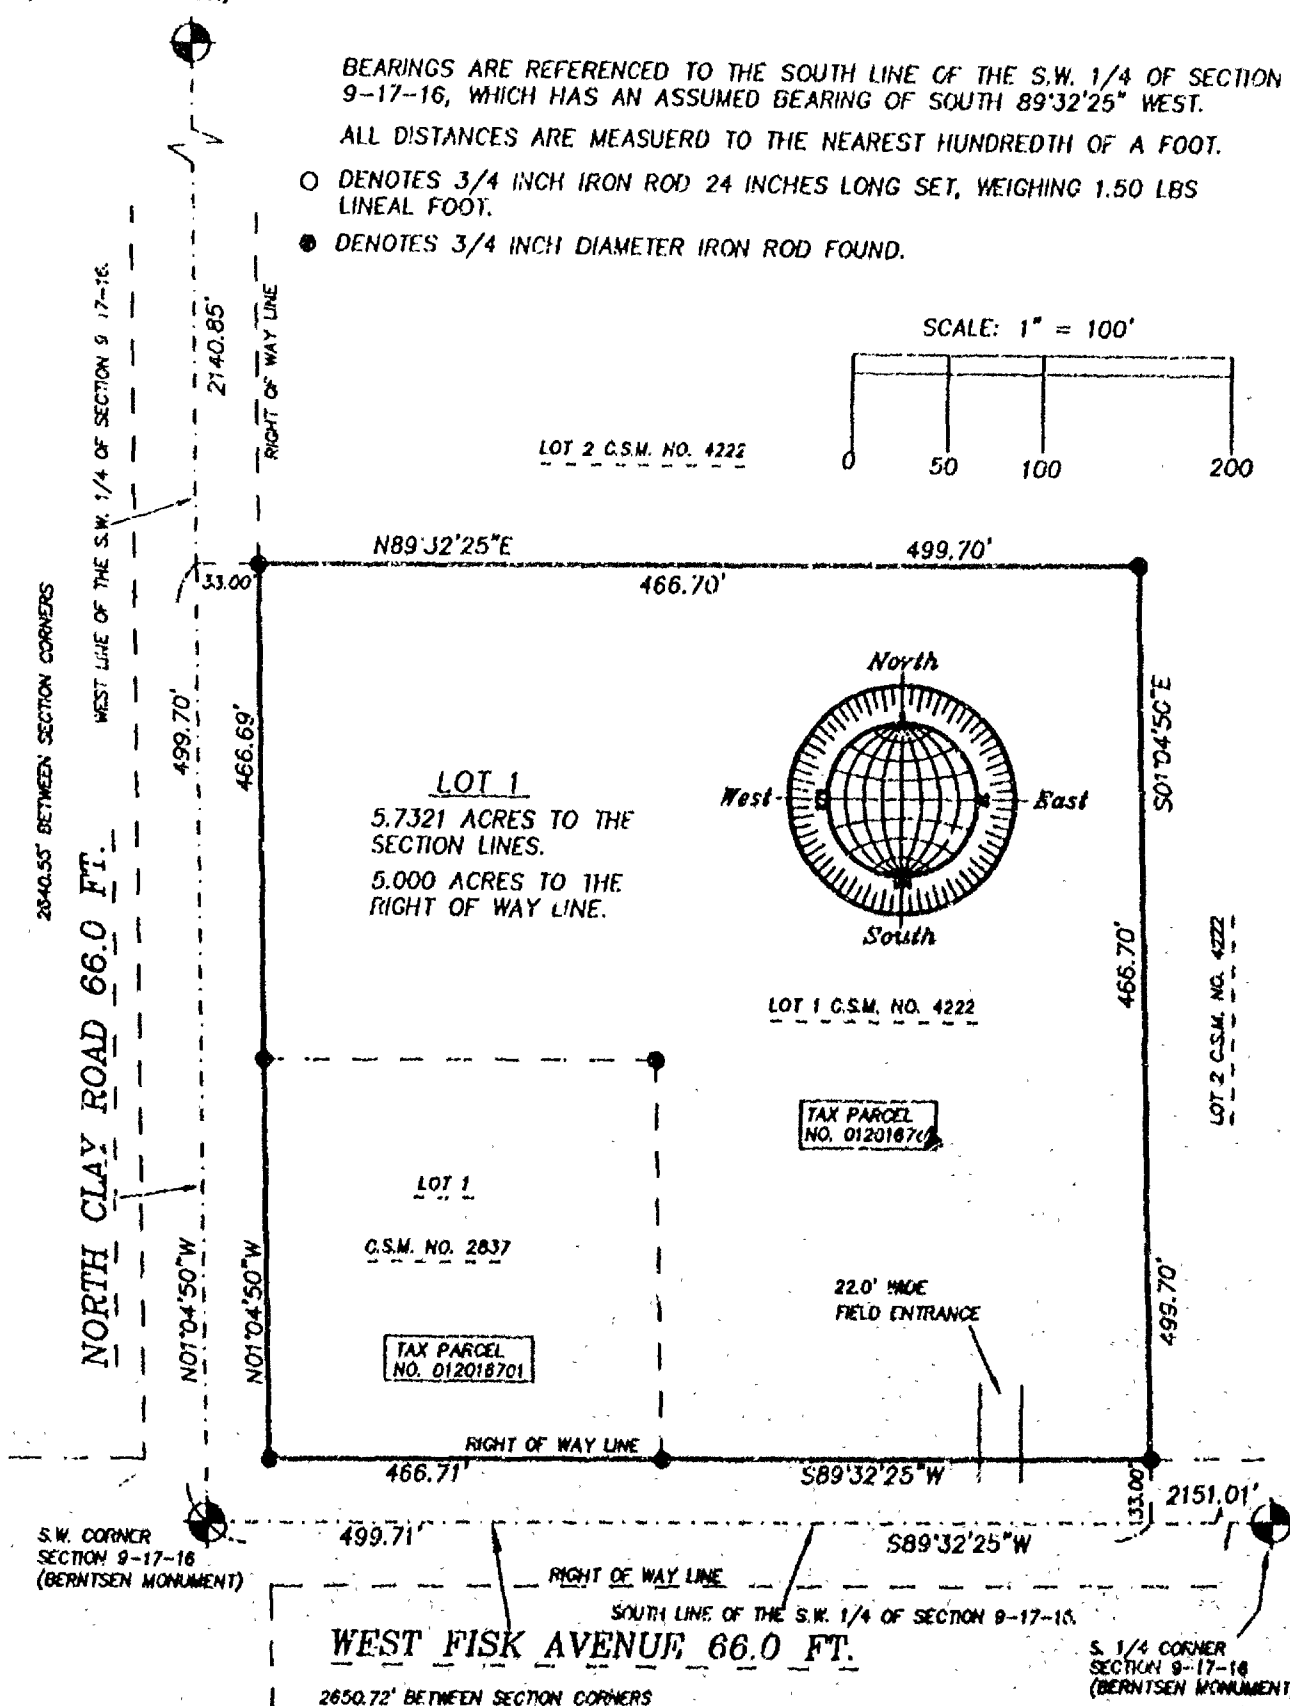 BEARINGS ARE REFERENCED TO THE SOUTH LINE OF THE S.W. 1/4 OF SECTION
9-17-16, WHICH HAS AN ASSUMED BEARING OF SOUTH 89°32'25" WEST.
ALL DISTANCES ARE MEASUERD TO THE NEAREST HUNDREDTH OF A FOOT.
DENOTES 3/4 INCH IRON ROD 24 INCHES LONG SET, WEIGHING 1.50 LBS
LINEAL FOOT.
DENOTES 3/4 INCH DIAMETER IRON ROD FOUND.
SCALE: 1" = 100'
0 50 100 200
2140.85'
RIGHT OF WAY LINE
WEST LINE OF THE S.W. 1/4 OF SECTION 9 17-16.
2640.55' BETWEEN SECTION CORNERS
LOT 2 C.S.M. NO. 4222
N89°32'25"E
499.70'
33.00'
466.70'
499.70'
466.69'
North
West
East
South
S01°04'50"E
LOT 1
5.7321 ACRES TO THE
SECTION LINES.
5.000 ACRES TO THE
RIGHT OF WAY LINE.
NORTH CLAY ROAD 66.0 FT.
466.70'
LOT 2 C.S.M. NO. 4222
LOT 1 C.S.M. NO. 4222
TAX PARCEL
NO. 01201670
LOT 1
C.S.M. NO. 2837
N01°04'50"W
N01°04'50"W
22.0' WIDE
FIELD ENTRANCE
499.70'
TAX PARCEL
NO. 012016701
RIGHT OF WAY LINE
466.71'
S89°32'25"W
33.00'
2151.01'
S.W. CORNER
SECTION 9-17-16
(BERNTSEN MONUMENT)
499.71'
S89°32'25"W
RIGHT OF WAY LINE
SOUTH LINE OF THE S.W. 1/4 OF SECTION 9-17-16.
WEST FISK AVENUE 66.0 FT.
S. 1/4 CORNER
SECTION 9-17-16
(BERNTSEN MONUMENT
2650.72' BETWEEN SECTION CORNERS